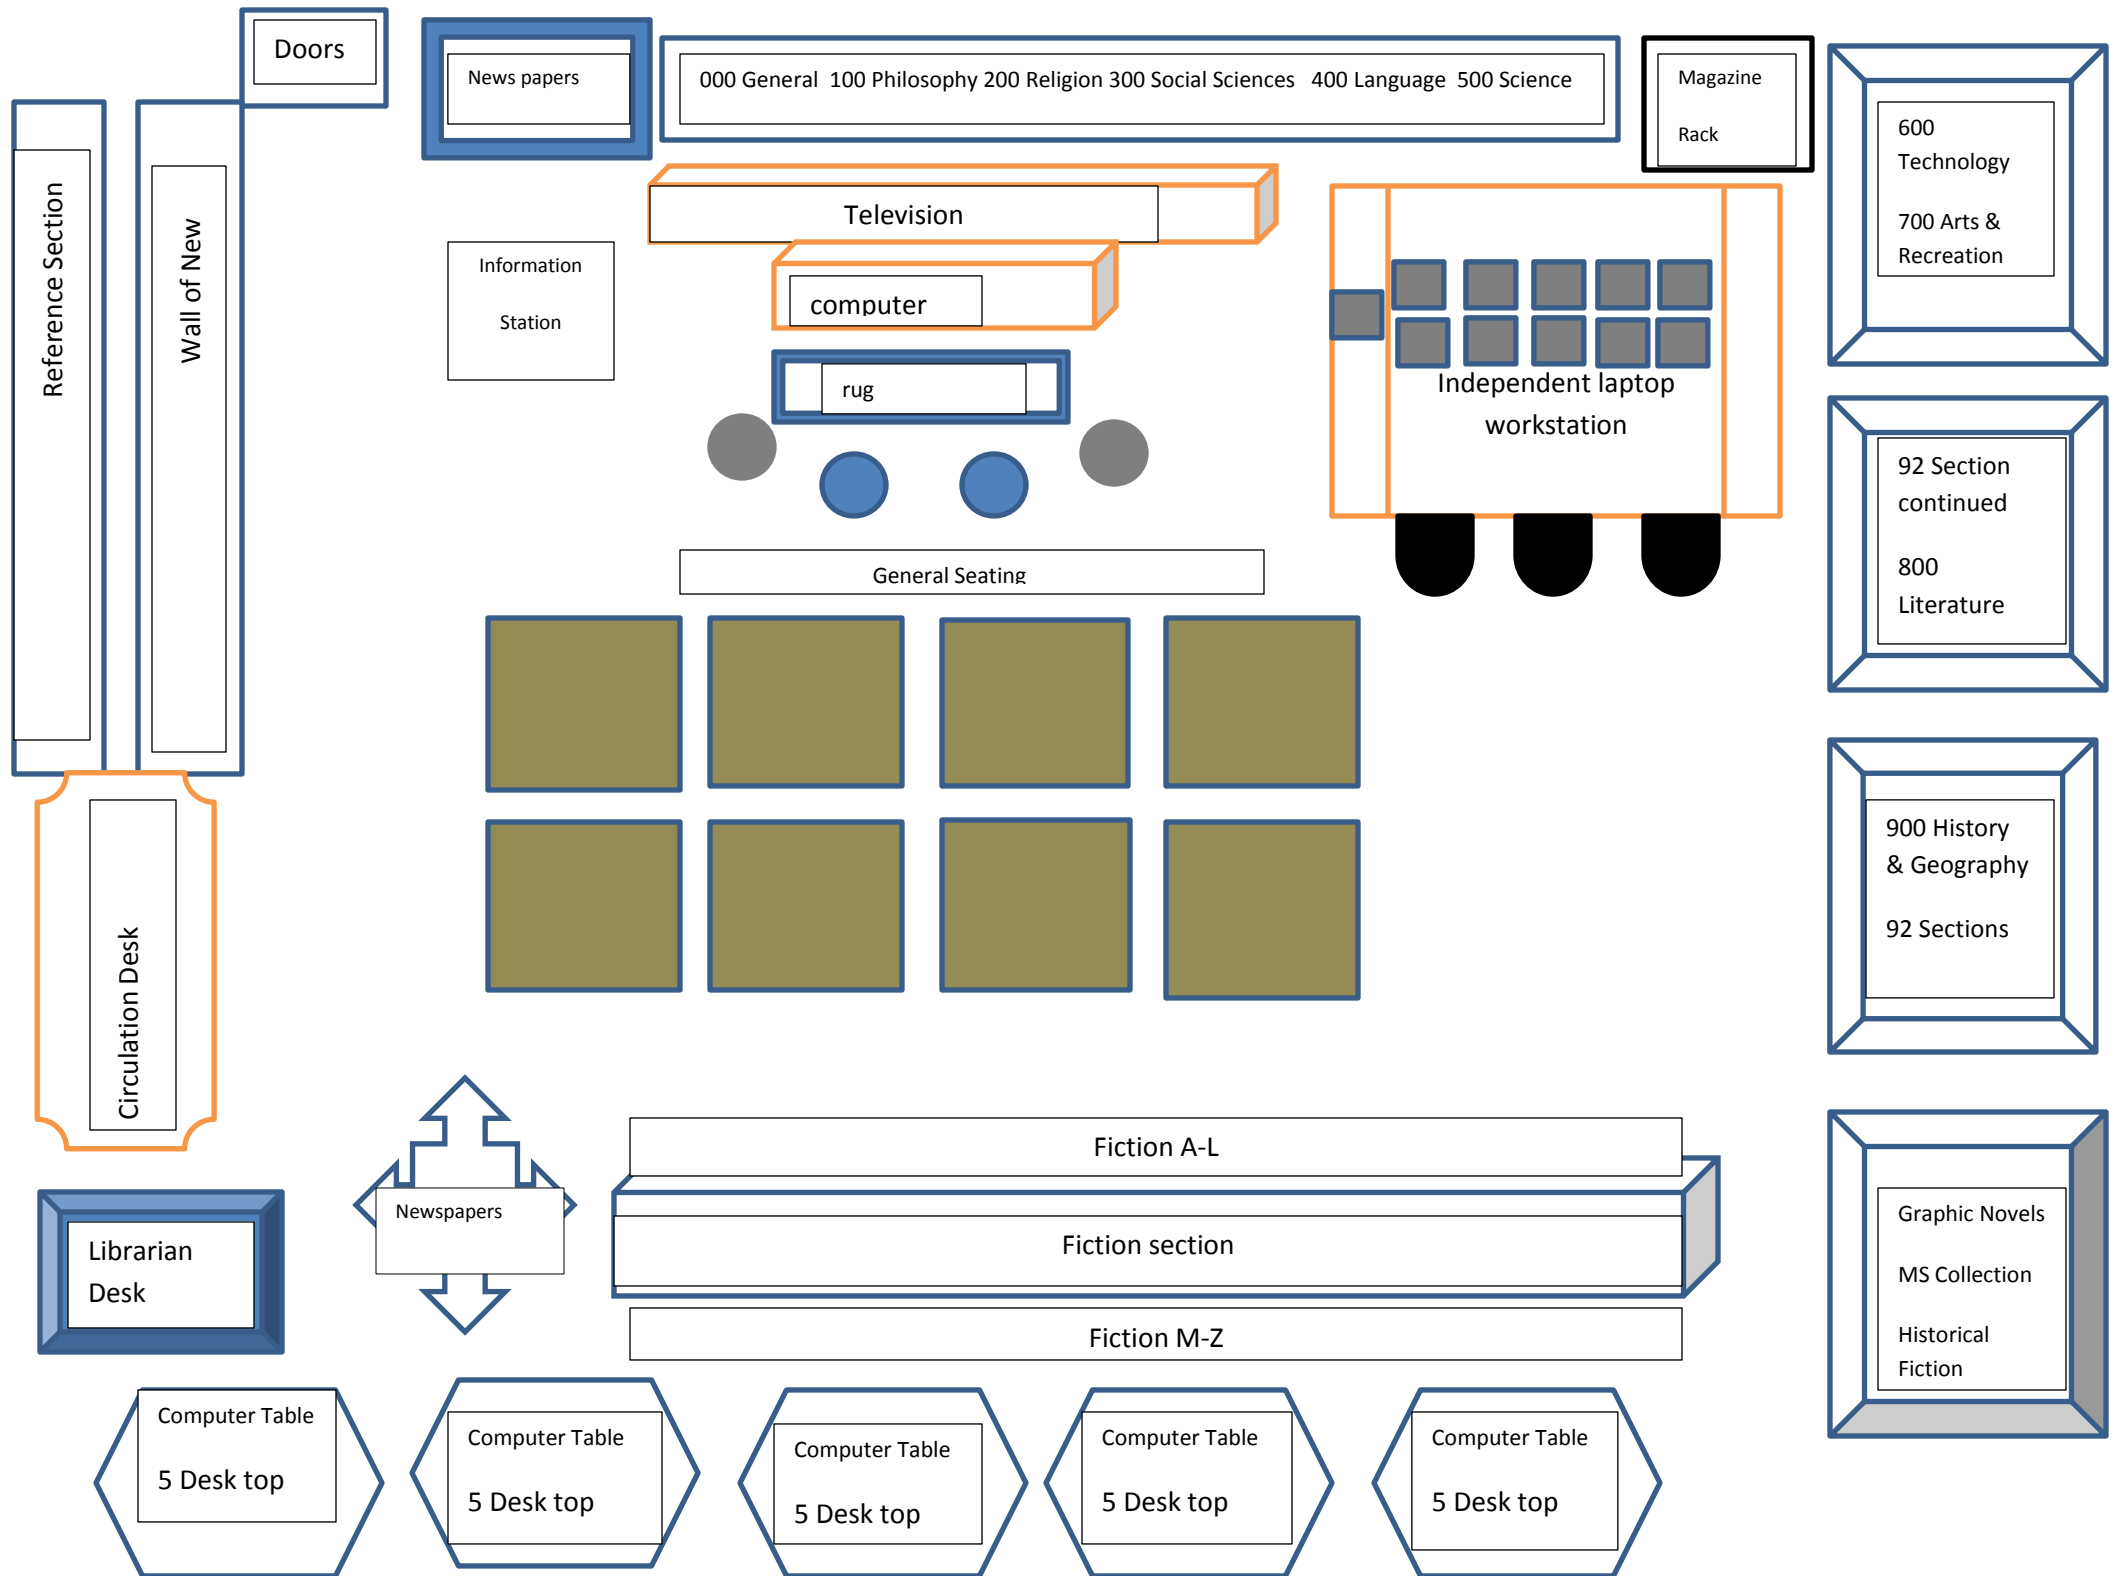 Doors
News papers
000 General 100 Philosophy 200 Religion 300 Social Sciences 400 Language 500 Science
Magazine
Rack
600
Technology
700 Arts &
Recreation
Reference Section
Wall of New
Television
Information
Station
computer
rug
Independent laptop
workstation
92 Section
continued
800
Literature
General Seating
900 History
& Geography
92 Sections
Circulation Desk
Fiction A-L
Newspapers
Fiction section
Librarian
Desk
Fiction M-Z
Graphic Novels
MS Collection
Historical
Fiction
Computer Table
5 Desk top
Computer Table
5 Desk top
Computer Table
5 Desk top
Computer Table
5 Desk top
Computer Table
5 Desk top